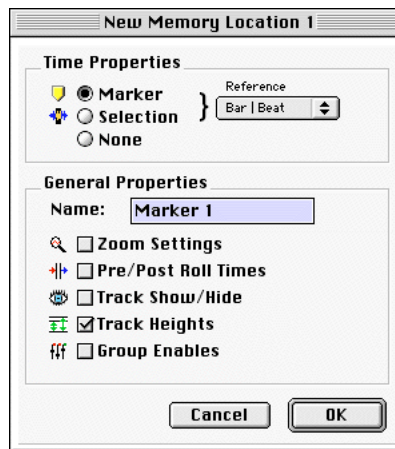 New Memory Location 1
Time Properties
Marker
Selection
None
Reference
Bar|Beat
General Properties
Name: Marker 1
Zoom Settings
Pre/Post Roll Times
Track Show/Hide
Track Heights
Group Enables
Cancel OK